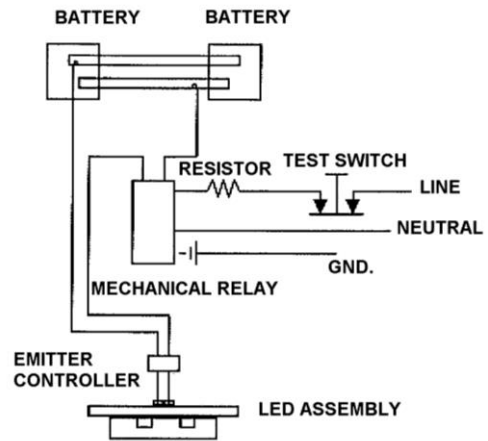 BATTERY
BATTERY
RESISTOR
TEST SWITCH
LINE
NEUTRAL
GND.
MECHANICAL RELAY
EMITTER
CONTROLLER
LED ASSEMBLY